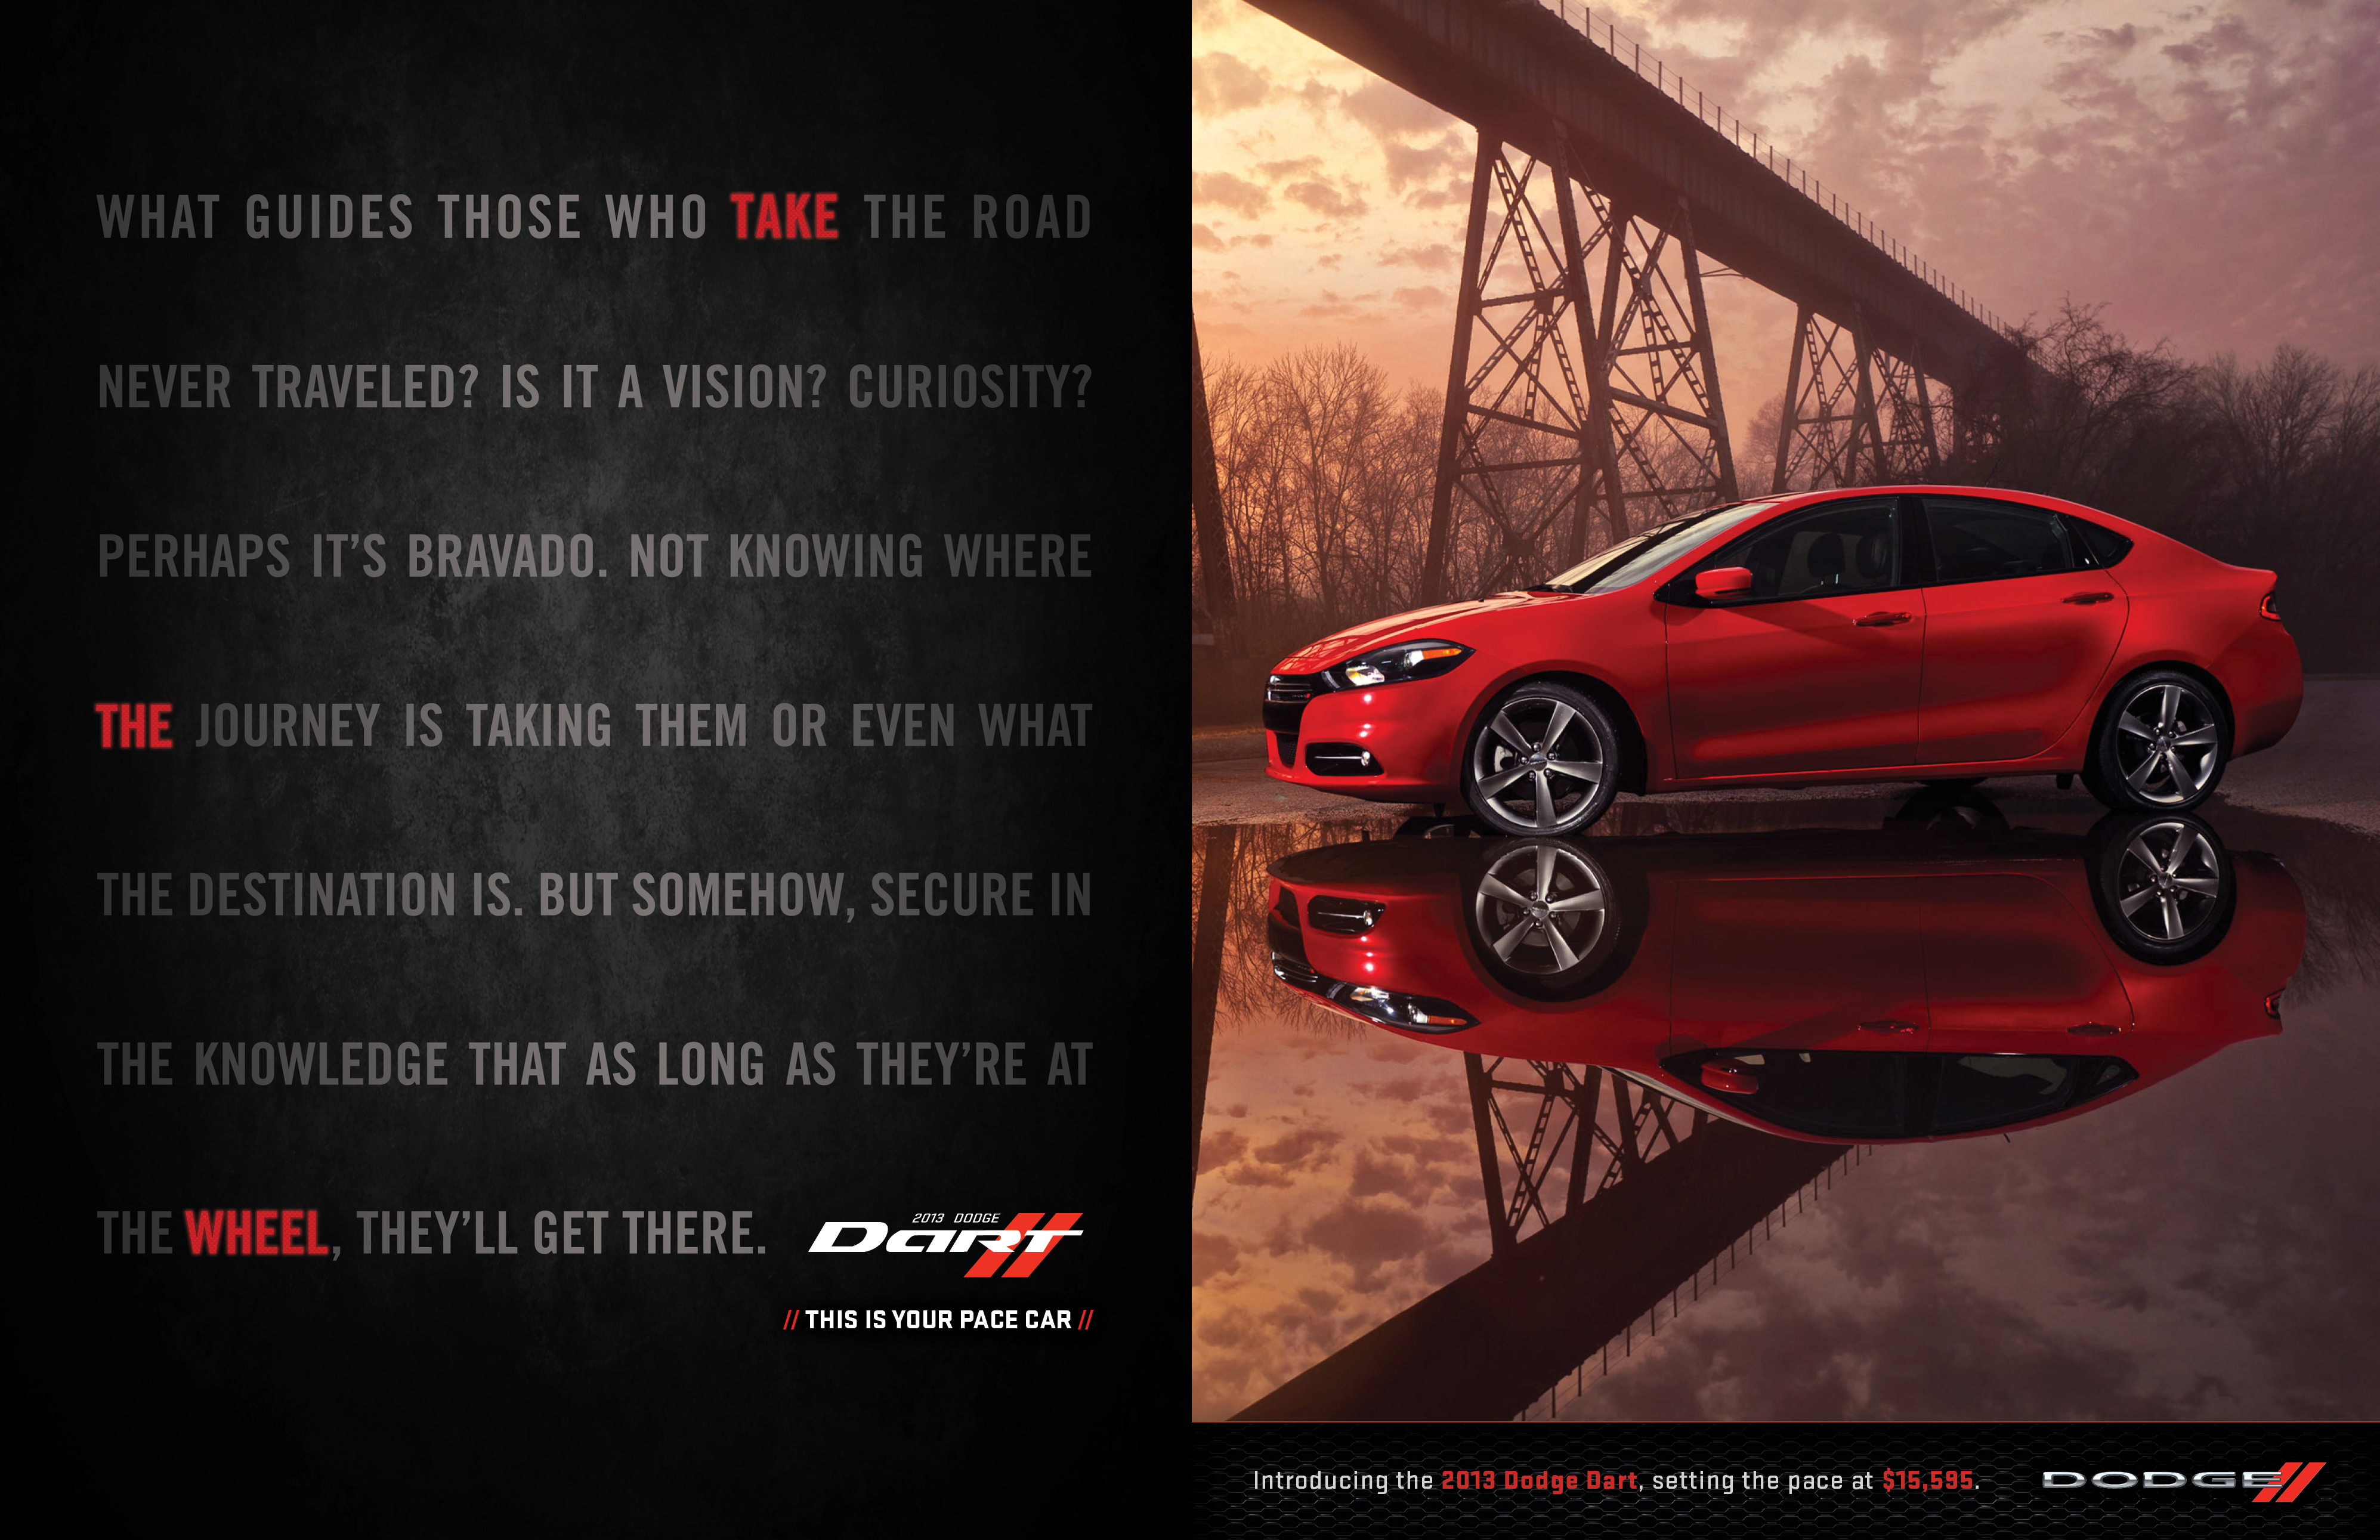 WHAT GUIDES THOSE WHO TAKE THE ROAD
NEVER TRAVELED? IS IT A VISION? CURIOSITY?
PERHAPS IT'S BRAVADO. NOT KNOWING WHERE
THE JOURNEY IS TAKING THEM OR EVEN WHAT
THE DESTINATION IS. BUT SOMEHOW, SECURE IN
THE KNOWLEDGE THAT AS LONG AS THEY'RE AT
THE WHEEL, THEY'LL GET THERE.
2013 DODGE
DART
// THIS IS YOUR PACE CAR //
Introducing the 2013 Dodge Dart, setting the pace at $15,595.
DODGE